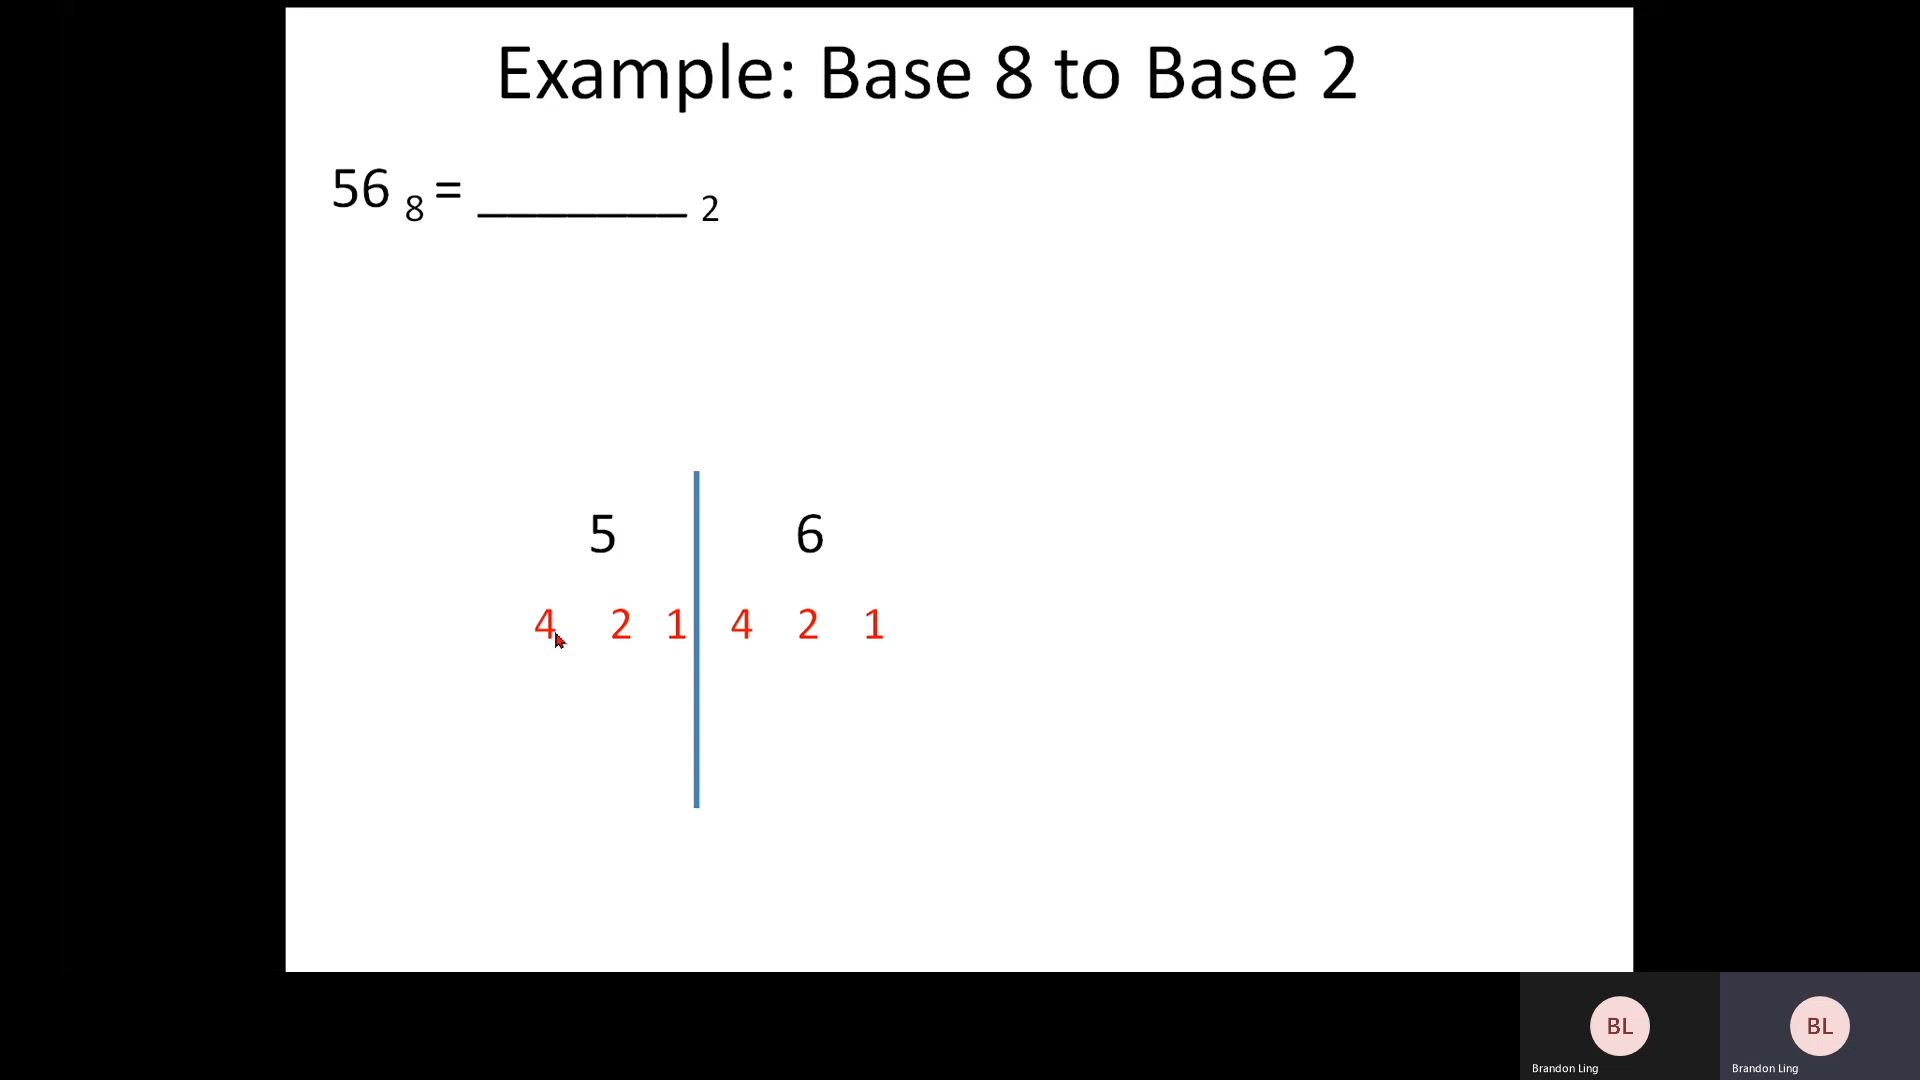 Example: Base 8 to Base 2
56 8 = _______ 2
5 6
4 2 1 4 2 1
BL BL
Brandon Ling Brandon Ling